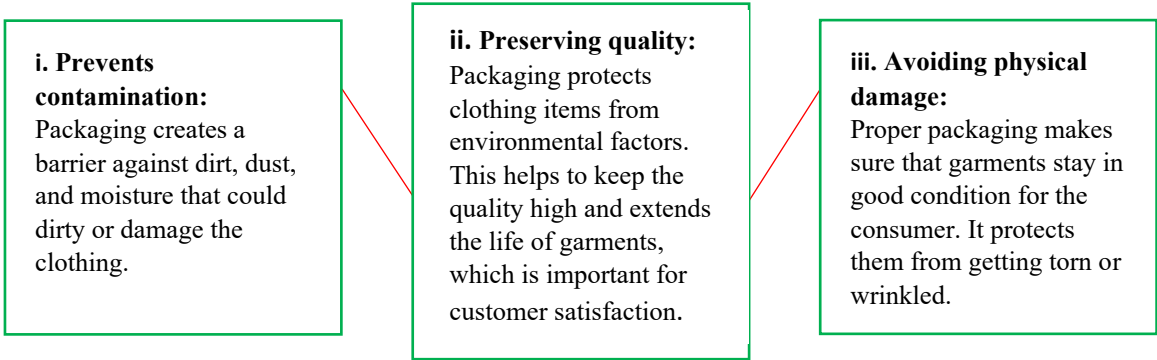 i. Prevents
contamination:
Packaging creates a
barrier against dirt, dust,
and moisture that could
dirty or damage the
clothing.
ii. Preserving quality:
Packaging protects
clothing items from
environmental factors.
This helps to keep the
quality high and extends
the life of garments,
which is important for
customer satisfaction.
iii. Avoiding physical
damage:
Proper packaging makes
sure that garments stay in
good condition for the
consumer. It protects
them from getting torn or
wrinkled.